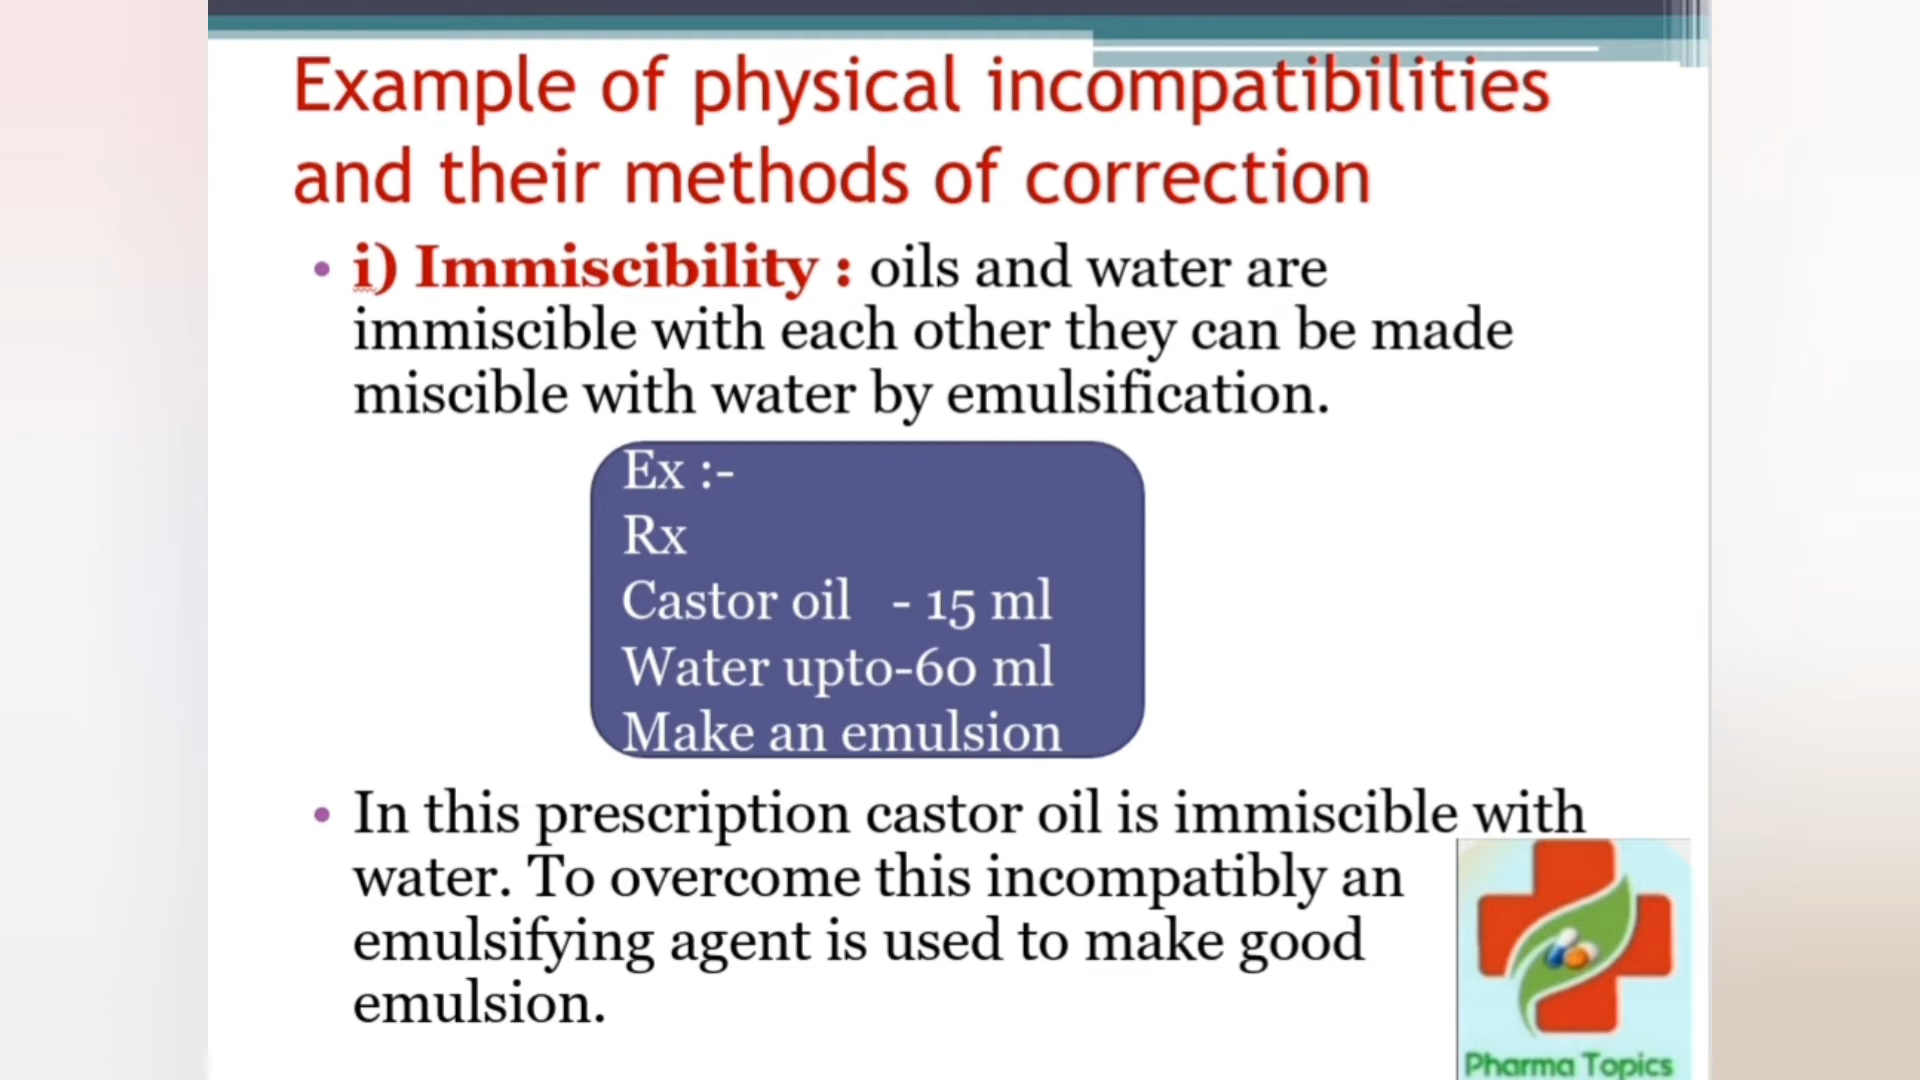 Example of physical incompatibilities
and their methods of correction
• i) Immiscibility : oils and water are
immiscible with each other they can be made
miscible with water by emulsification.
Ex :-
Rx
Castor oil - 15 ml
Water upto-60 ml
Make an emulsion
• In this prescription castor oil is immiscible with
water. To overcome this incompatibly an
emulsifying agent is used to make good
emulsion.
Pharma Topics